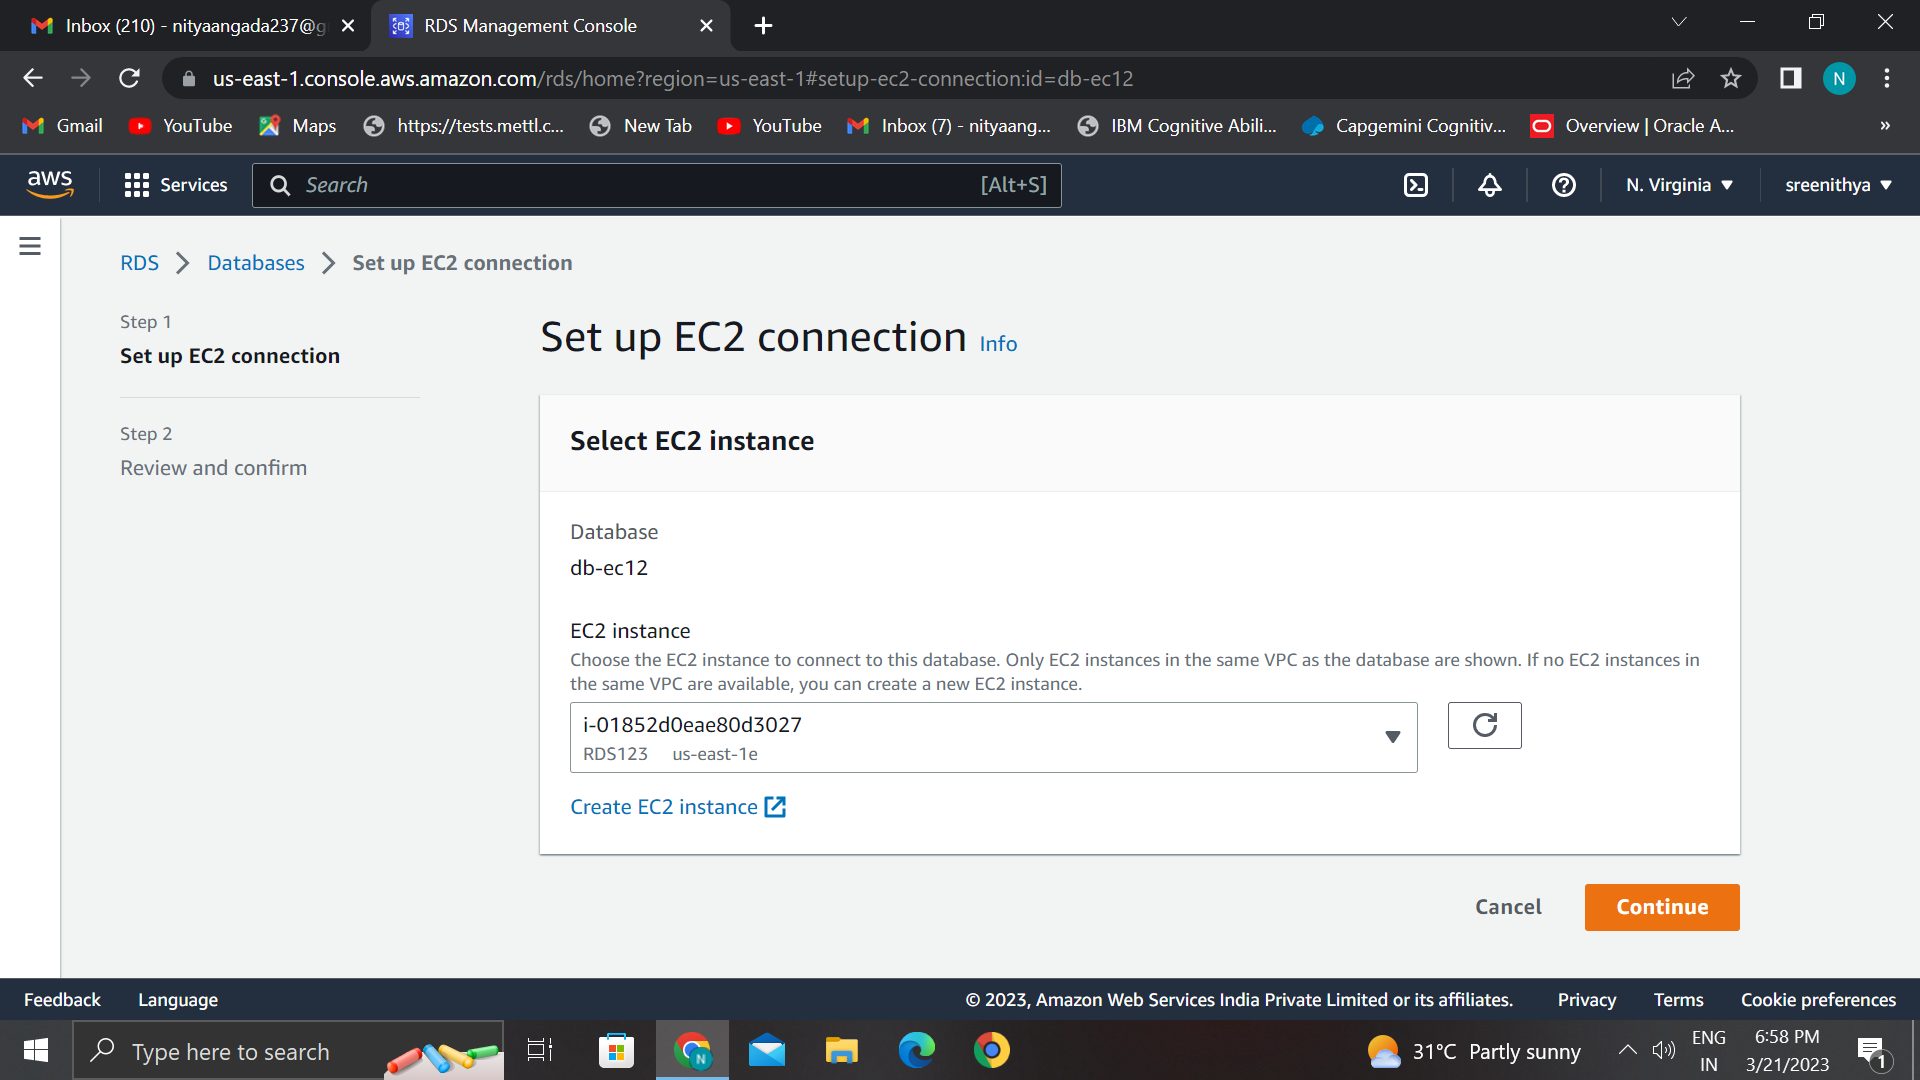 Inbox (210) - nityaangada237@g
RDS Management Console
us-east-1.console.aws.amazon.com/rds/home?region=us-east-1#setup-ec2-connection:id=db-ec12
N
Gmail
YouTube
Maps
https://tests.mettl.c...
New Tab
YouTube
Inbox (7) - nityaang...
IBM Cognitive Abili...
Capgemini Cognitiv...
Overview | Oracle A...
»
aws
Services
Search
[Alt+S]
N. Virginia
sreenithya
RDS
Databases
Set up EC2 connection
Step 1
Set up EC2 connection
Step 2
Review and confirm
Set up EC2 connection Info
Select EC2 instance
Database
db-ec12
EC2 instance
Choose the EC2 instance to connect to this database. Only EC2 instances in the same VPC as the database are shown. If no EC2 instances in
the same VPC are available, you can create a new EC2 instance.
i-01852d0eae80d3027
RDS123 us-east-1e
Create EC2 instance
Cancel
Continue
Feedback
Language
© 2023, Amazon Web Services India Private Limited or its affiliates.
Privacy
Terms
Cookie preferences
Type here to search
N
31°C Partly sunny
ENG
IN
6:58 PM
3/21/2023
1